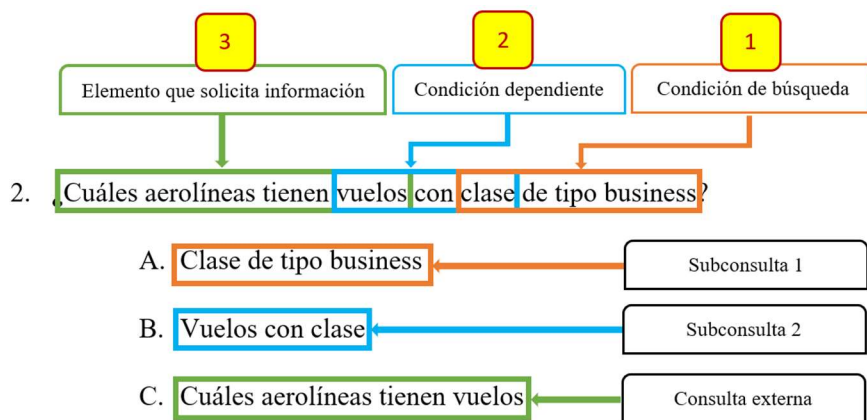 3
2
1
Elemento que solicita información
Condición dependiente
Condición de búsqueda
2. ¿Cuáles aerolíneas tienen vuelos con clase de tipo business?
A. Clase de tipo business
Subconsulta 1
B. Vuelos con clase
Subconsulta 2
C. Cuáles aerolíneas tienen vuelos
Consulta externa